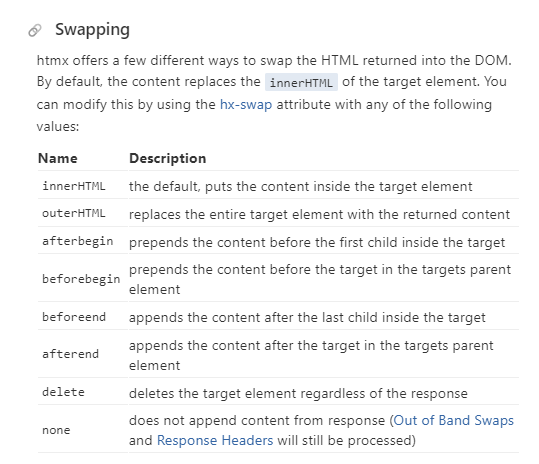 Swapping
htmx offers a few different ways to swap the HTML returned into the DOM.
By default, the content replaces the innerHTML of the target element. You
can modify this by using the hx-swap attribute with any of the following
values:
Name Description
innerHTML the default, puts the content inside the target element
outerHTML replaces the entire target element with the returned content
afterbegin prepends the content before the first child inside the target
beforebegin prepends the content before the target in the targets parent
element
beforeend appends the content after the last child inside the target
afterend appends the content after the target in the targets parent
element
delete deletes the target element regardless of the response
none does not append content from response (Out of Band Swaps
and Response Headers will still be processed)